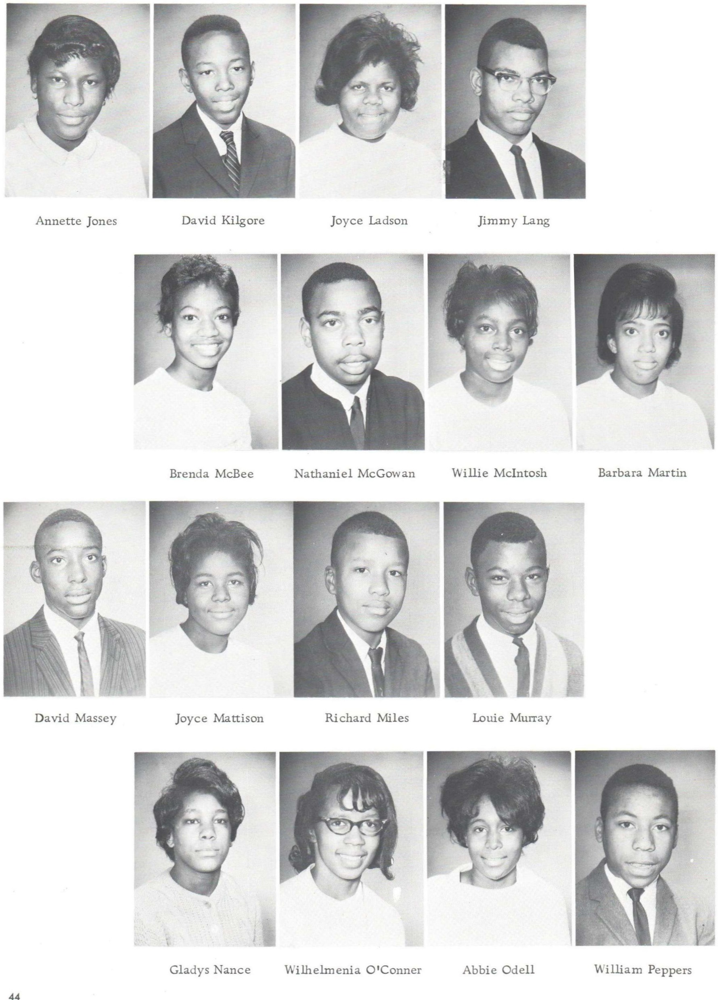 Annette Jones David Kilgore Joyce Ladson Jimmy Lang
Brenda McBee Nathaniel McGowan Willie McIntosh Barbara Martin
David Massey Joyce Mattison Richard Miles Louie Murray
Gladys Nance Wilhelmenia O'Conner Abbie Odell William Peppers
44